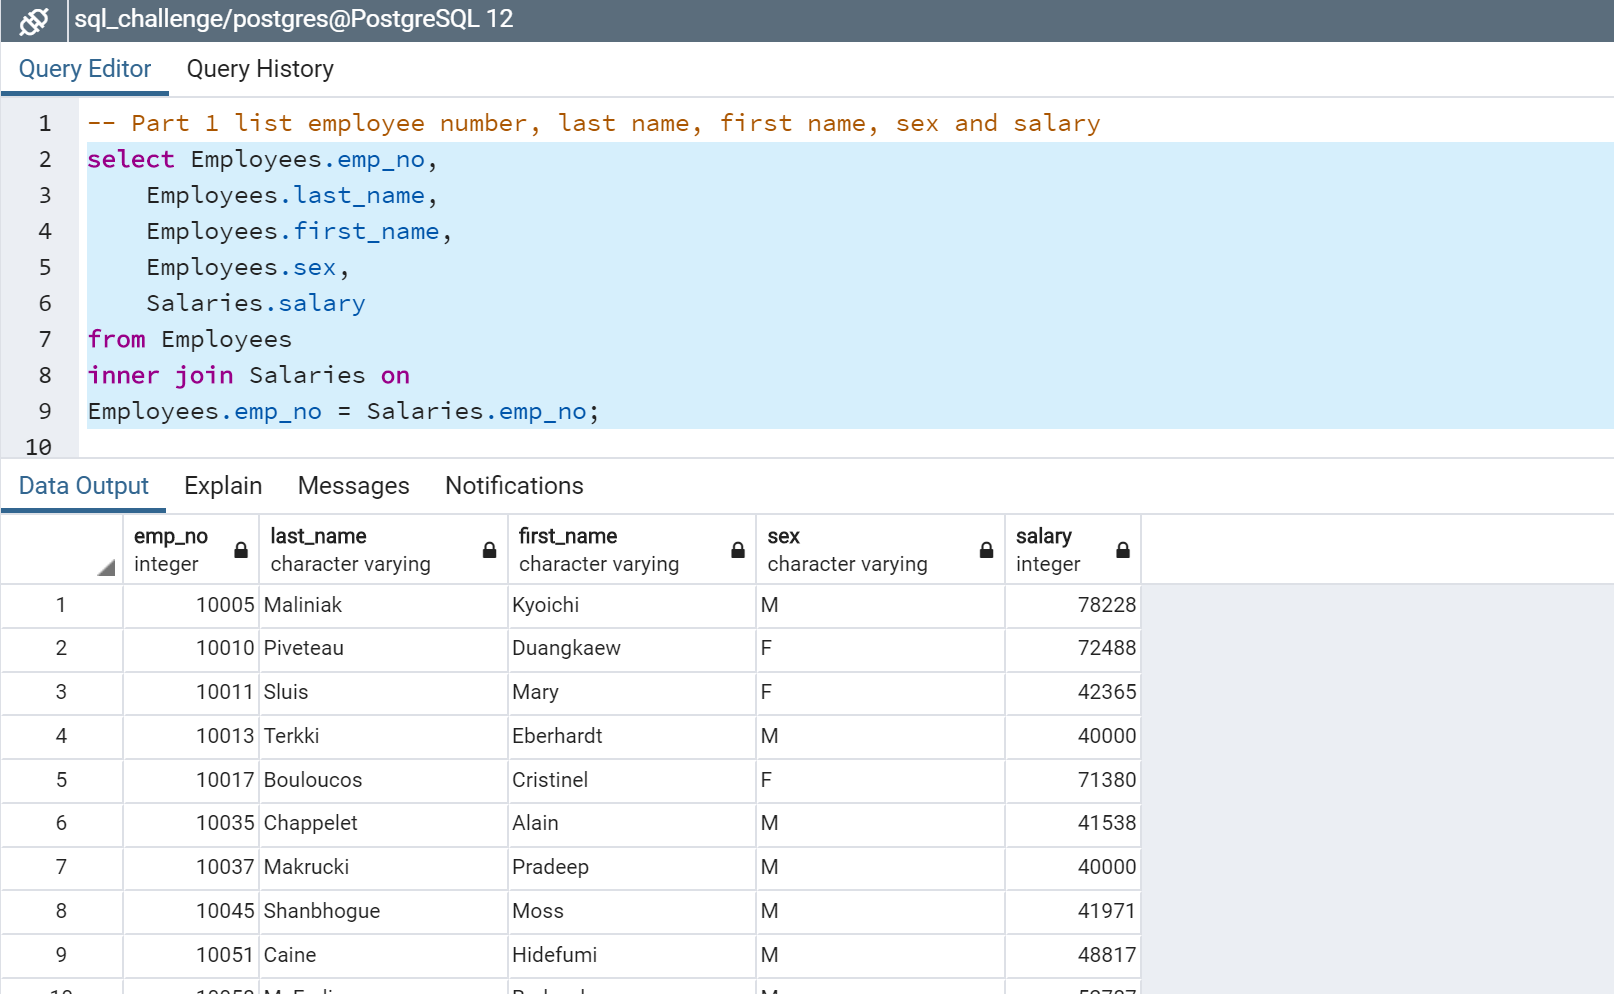 sql_challenge/postgres@PostgreSQL 12
Query Editor Query History
1 -- Part 1 list employee number, last name, first name, sex and salary
2 select Employees.emp_no,
3 Employees.last_name,
4 Employees.first_name,
5 Employees.sex,
6 Salaries.salary
7 from Employees
8 inner join Salaries on
9 Employees.emp_no = Salaries.emp_no;
10
Data Output Explain Messages Notifications
emp_no last_name first_name sex salary
integer character varying character varying character varying integer
1 10005 Maliniak Kyoichi M 78228
2 10010 Piveteau Duangkaew F 72488
3 10011 Sluis Mary F 42365
4 10013 Terkki Eberhardt M 40000
5 10017 Bouloucos Cristinel F 71380
6 10035 Chappelet Alain M 41538
7 10037 Makrucki Pradeep M 40000
8 10045 Shanbhogue Moss M 41971
9 10051 Caine Hidefumi M 48817